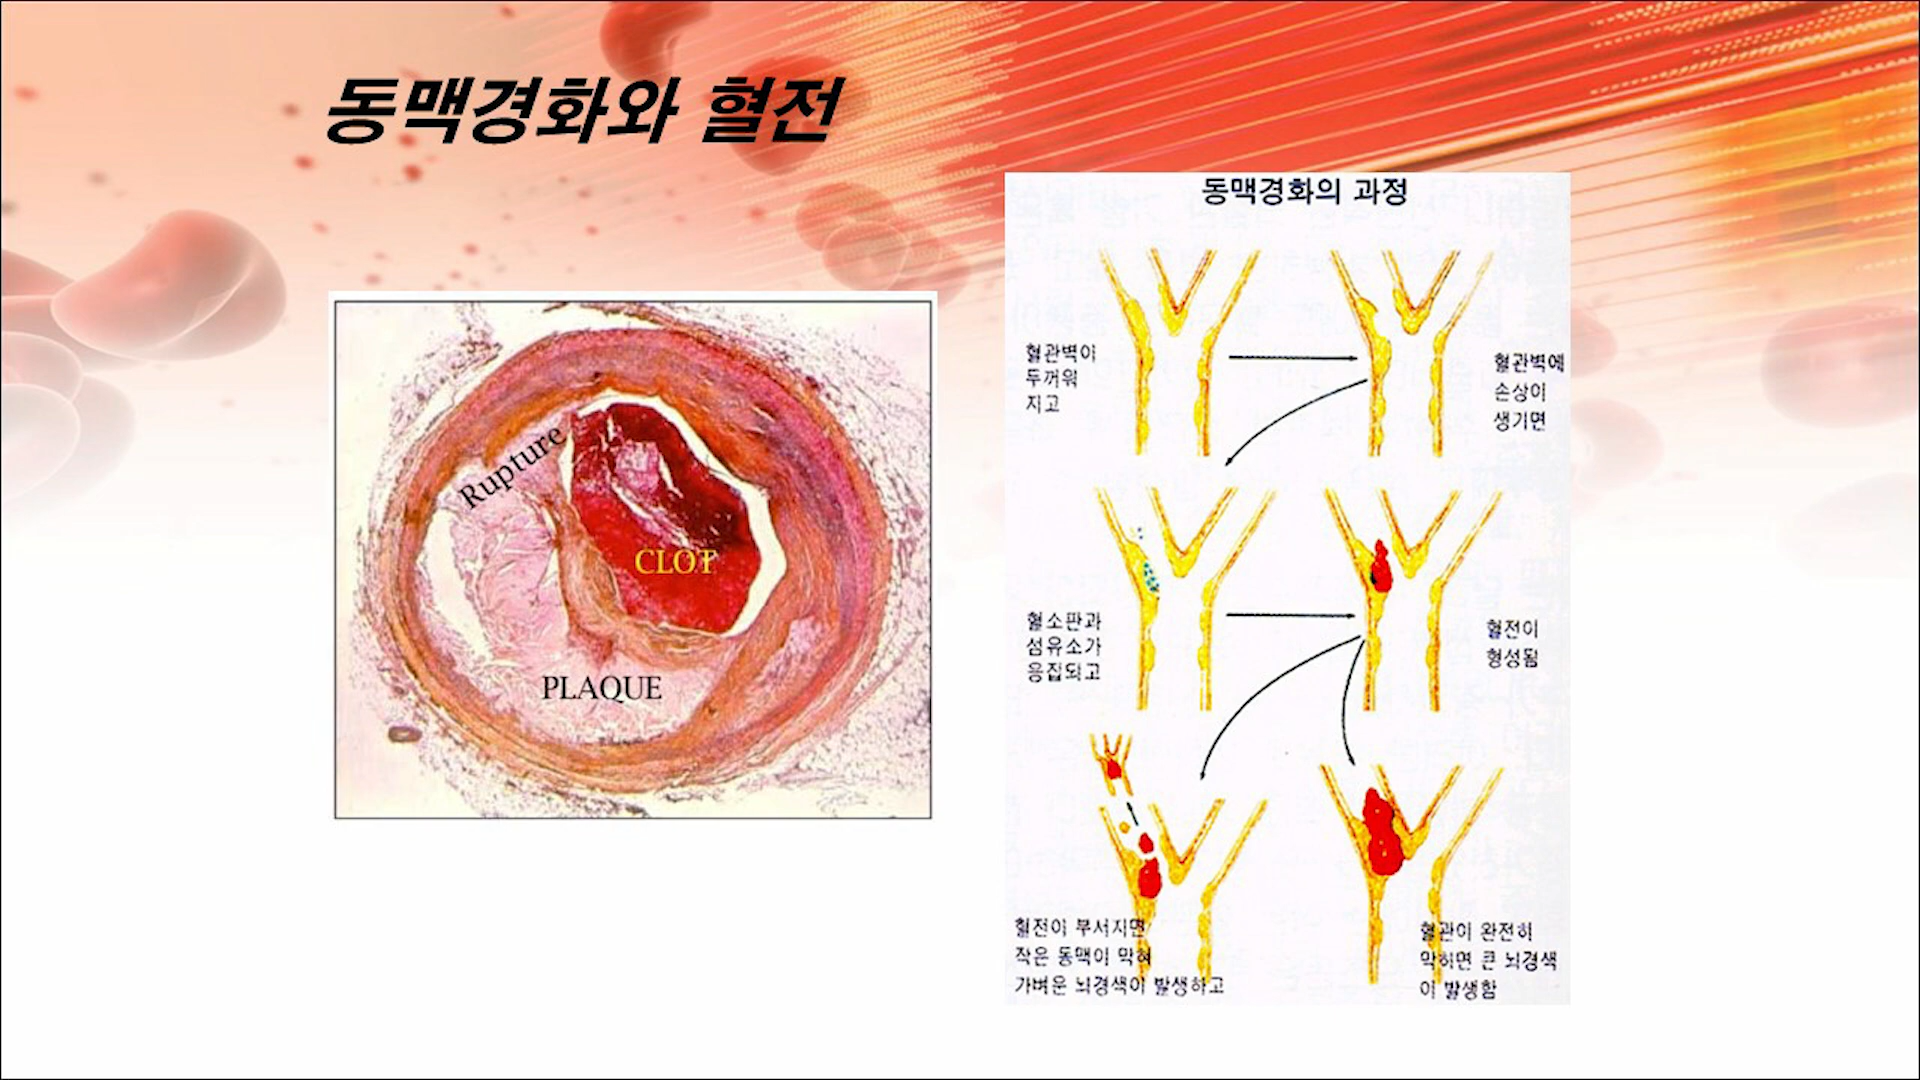 동맥경화와 혈전
Rupture
CLOT
PLAQUE
동맥경화의 과정
혈관벽이
두꺼워
지고
혈관벽에
손상이
생기면
혈소판과
섬유소가
응집되고
혈전이
형성됨
혈전이 부서지면
작은 동맥이 막혀
가벼운 뇌경색이 발생하고
혈관이 완전히
막히면 큰 뇌경색
이 발생함